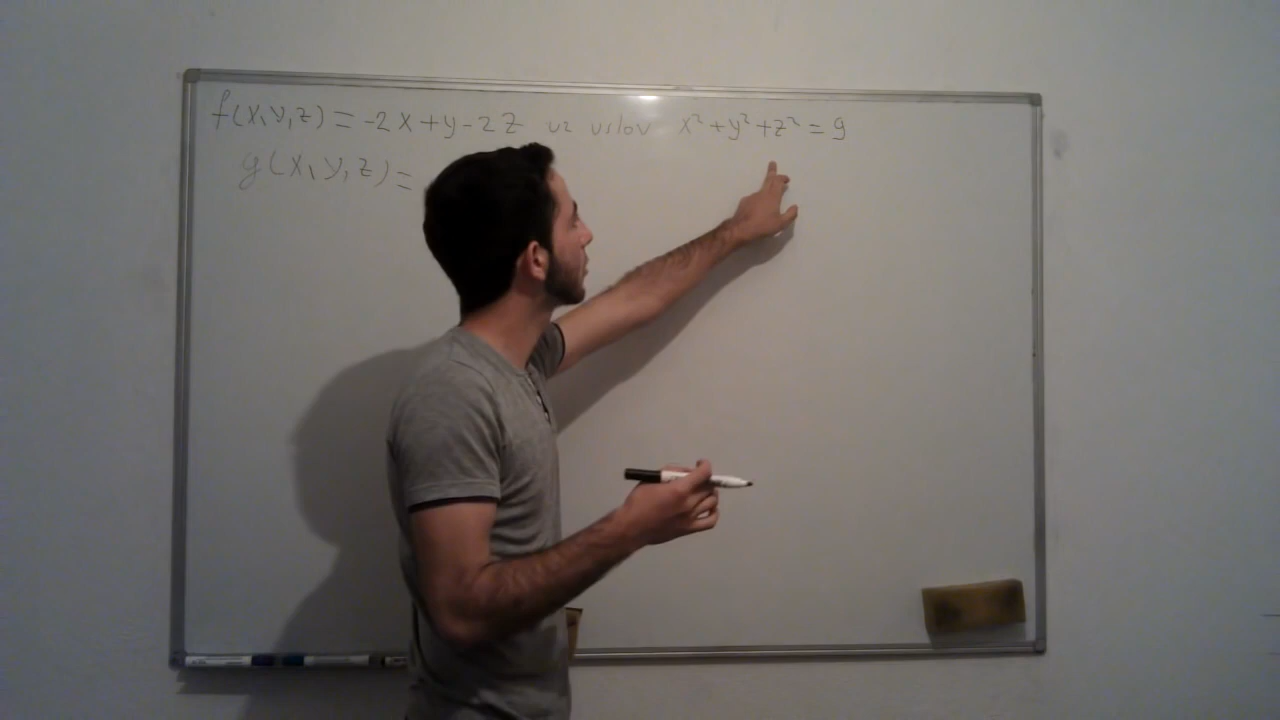 f(x,y,z) = -2x+y-2z uz uslov x²+y²+z² = 9
g(x,y,z) =